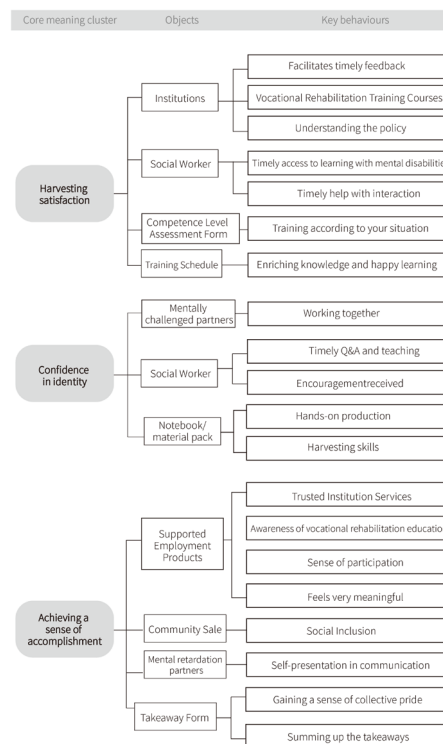 Core meaning cluster
Objects
Key behaviours
Harvesting
satisfaction
Institutions
Facilitates timely feedback
Vocational Rehabilitation Training Courses
Understanding the policy
Social Worker
Timely access to learning with mental disabilitie
Timely help with interaction
Competence Level
Assessment Form
Training according to your situation
Training Schedule
Enriching knowledge and happy learning
Confidence
in identity
Mentally
challenged partners
Working together
Social Worker
Timely Q&A and teaching
Encouragementreceived
Notebook/
material pack
Hands-on production
Harvesting skills
Achieving a
sense of
accomplishment
Supported
Employment
Products
Trusted Institution Services
Awareness of vocational rehabilitation educatio
Sense of participation
Feels very meaningful
Community Sale
Social Inclusion
Mental retardation
partners
Self-presentation in communication
Takeaway Form
Gaining a sense of collective pride
Summing up the takeaways